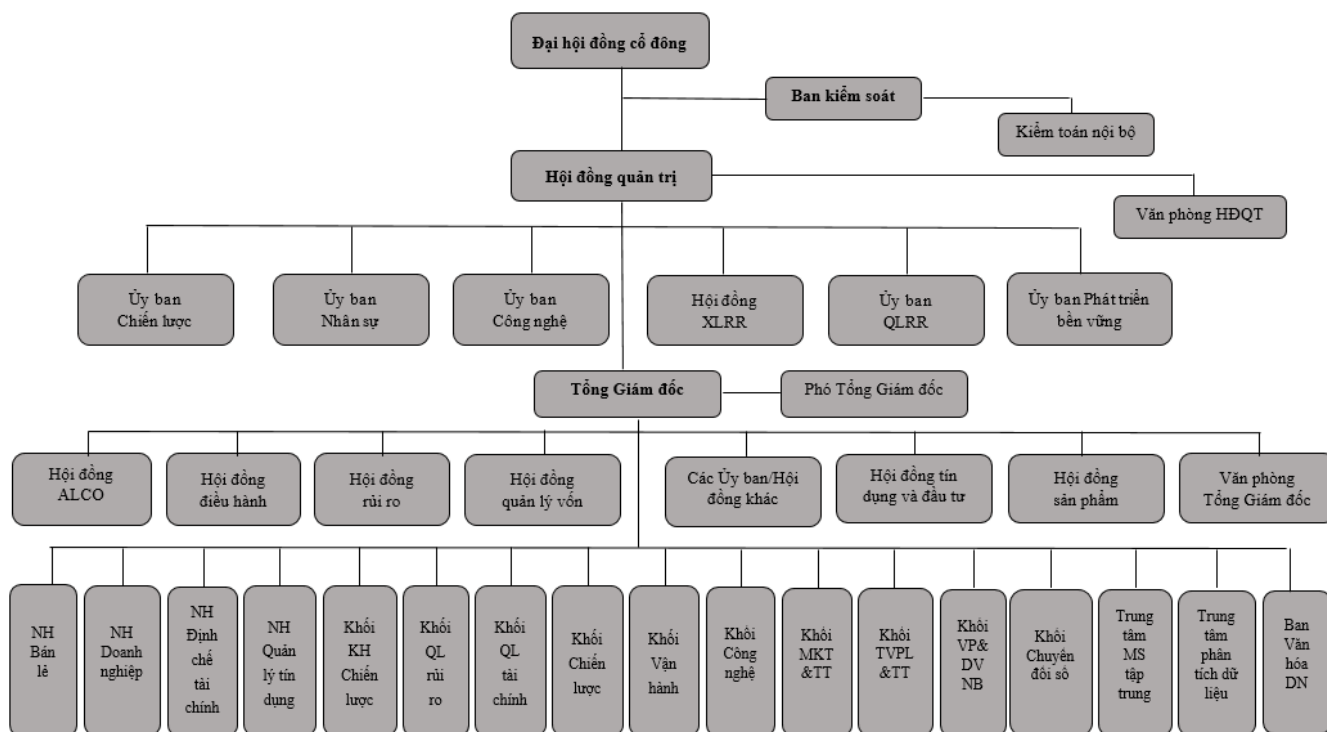 Đại hội đồng cổ đông
Ban kiểm soát
Kiểm toán nội bộ
Hội đồng quản trị
Văn phòng HĐQT
Ủy ban
Chiến lược
Ủy ban
Nhân sự
Ủy ban
Công nghệ
Hội đồng
XLRR
Ủy ban
QLRR
Ủy ban Phát triển
bền vững
Tổng Giám đốc
Phó Tổng Giám đốc
Hội đồng
ALCO
Hội đồng
điều hành
Hội đồng
rủi ro
Hội đồng
quản lý vốn
Các Ủy ban/Hội
đồng khác
Hội đồng tín
dụng và đầu tư
Hội đồng
sản phẩm
Văn phòng
Tổng Giám đốc
NH
Bán
lẻ
NH
Doanh
nghiệp
NH
Định
chế
tài
chính
NH
Quản
lý tín
dụng
Khối
KH
Chiến
lược
Khối
QL
rủi
ro
Khối
QL
tài
chính
Khối
Chiến
lược
Khối
Vận
hành
Khối
Công
nghệ
Khối
MKT
&TT
Khối
TVPL
&TT
Khối
VP&
DV
NB
Khối
Chuyển
đổi số
Trung
tâm
MS
tập
trung
Trung
tâm
phân
tích dữ
liệu
Ban
Văn
hóa
DN